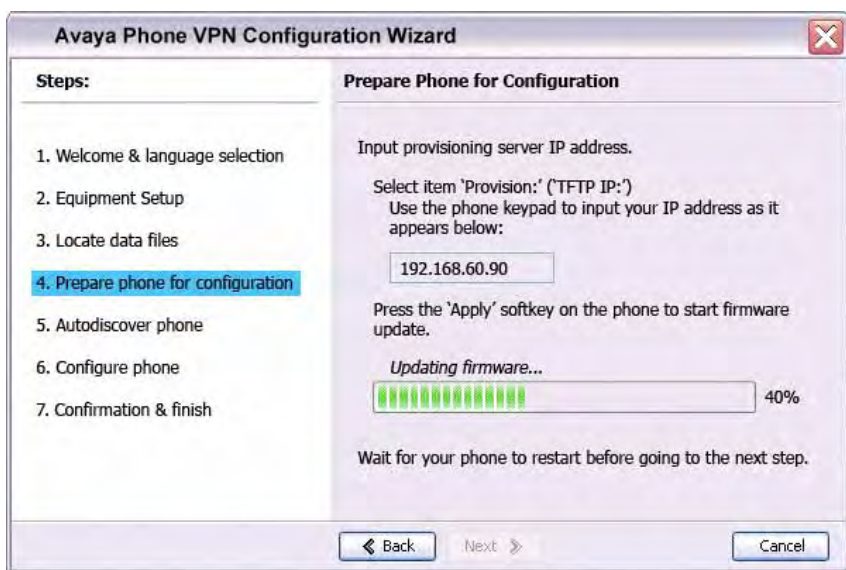 Avaya Phone VPN Configuration Wizard
Steps:
1. Welcome & language selection
2. Equipment Setup
3. Locate data files
4. Prepare phone for configuration
5. Autodiscover phone
6. Configure phone
7. Confirmation & finish
Prepare Phone for Configuration
Input provisioning server IP address.
Select item ‘Provision:’ (‘TFTP IP:’)
Use the phone keypad to input your IP address as it
appears below:
192.168.60.90
Press the ‘Apply’ softkey on the phone to start firmware
update.
Updating firmware...
40%
Wait for your phone to restart before going to the next step.
Back
Next
Cancel